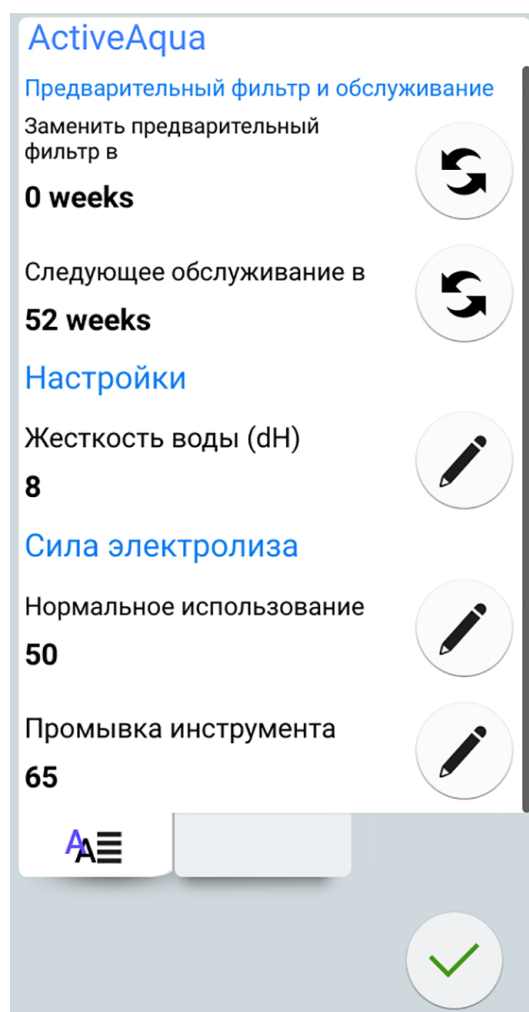 ActiveAqua
Предварительный фильтр и обслуживание
Заменить предварительный
фильтр в
0 weeks
Следующее обслуживание в
52 weeks
Настройки
Жесткость воды (dH)
8
Сила электролиза
Нормальное использование
50
Промывка инструмента
65
AA